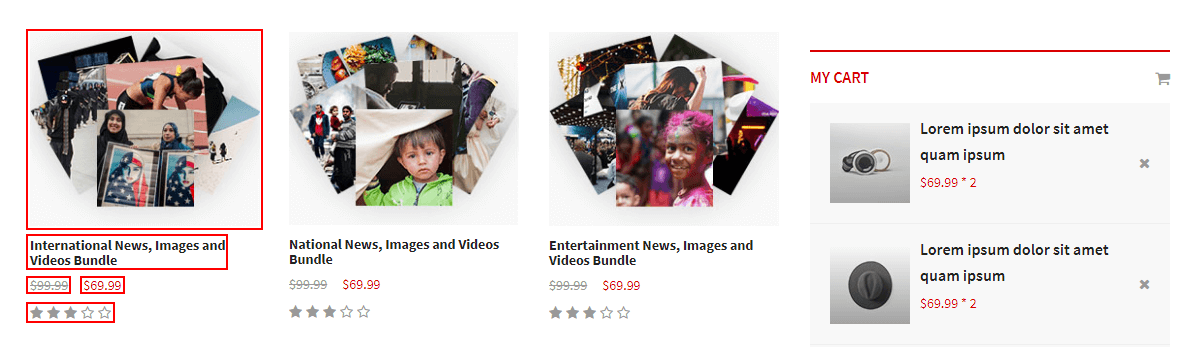 International News, Images and
Videos Bundle
$99.99 $69.99
National News, Images and Videos
Bundle
$99.99 $69.99
Entertainment News, Images and
Videos Bundle
$99.99 $69.99
MY CART
Lorem ipsum dolor sit amet
quam ipsum
$69.99 * 2
Lorem ipsum dolor sit amet
quam ipsum
$69.99 * 2